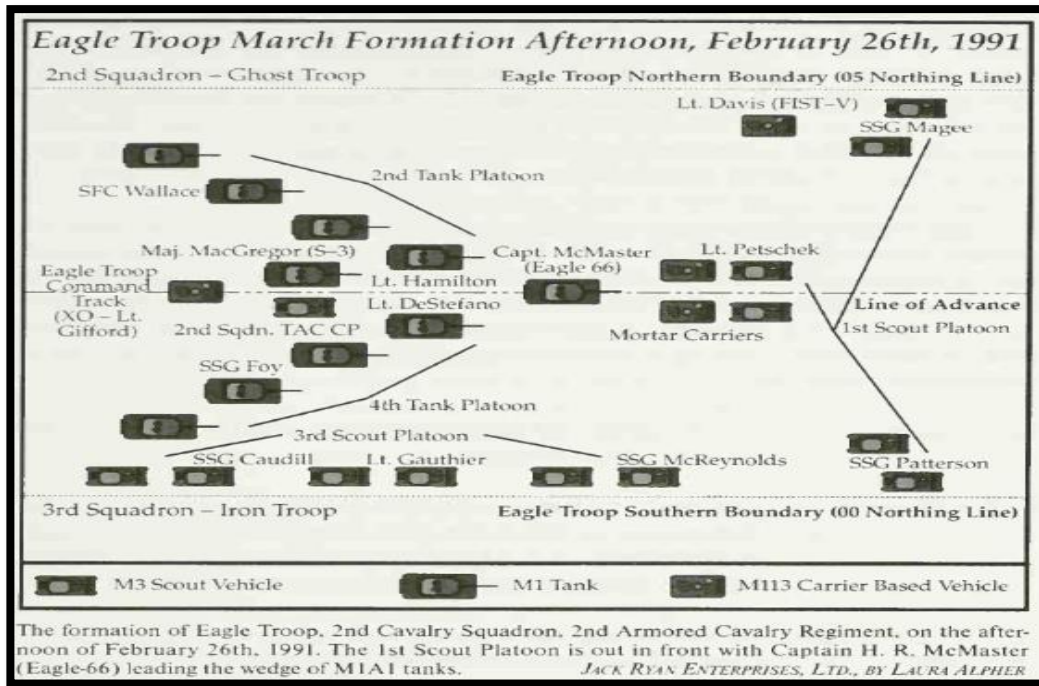 Eagle Troop March Formation Afternoon, February 26th, 1991
2nd Squadron – Ghost Troop
Eagle Troop Northern Boundary (05 Northing Line)
Lt. Davis (FIST–V)
SSG Magee
2nd Tank Platoon
SFC Wallace
Maj. MacGregor (S–3)
Capt. McMaster
(Eagle 66)
Lt. Petschek
Eagle Troop
Command
Track
(XO – Lt.
Gifford)
Lt. Hamilton
Lt. DeStefano
Line of Advance
2nd Sqdn. TAC CP
Mortar Carriers
1st Scout Platoon
SSG Foy
4th Tank Platoon
3rd Scout Platoon
SSG Caudill
Lt. Gauthier
SSG McReynolds
SSG Patterson
3rd Squadron – Iron Troop
Eagle Troop Southern Boundary (00 Northing Line)
M3 Scout Vehicle
M1 Tank
M113 Carrier Based Vehicle
The formation of Eagle Troop, 2nd Cavalry Squadron, 2nd Armored Cavalry Regiment, on the after-
noon of February 26th, 1991. The 1st Scout Platoon is out in front with Captain H. R. McMaster
(Eagle-66) leading the wedge of M1A1 tanks.
JACK RYAN ENTERPRISES, LTD., BY LAURA ALPHER